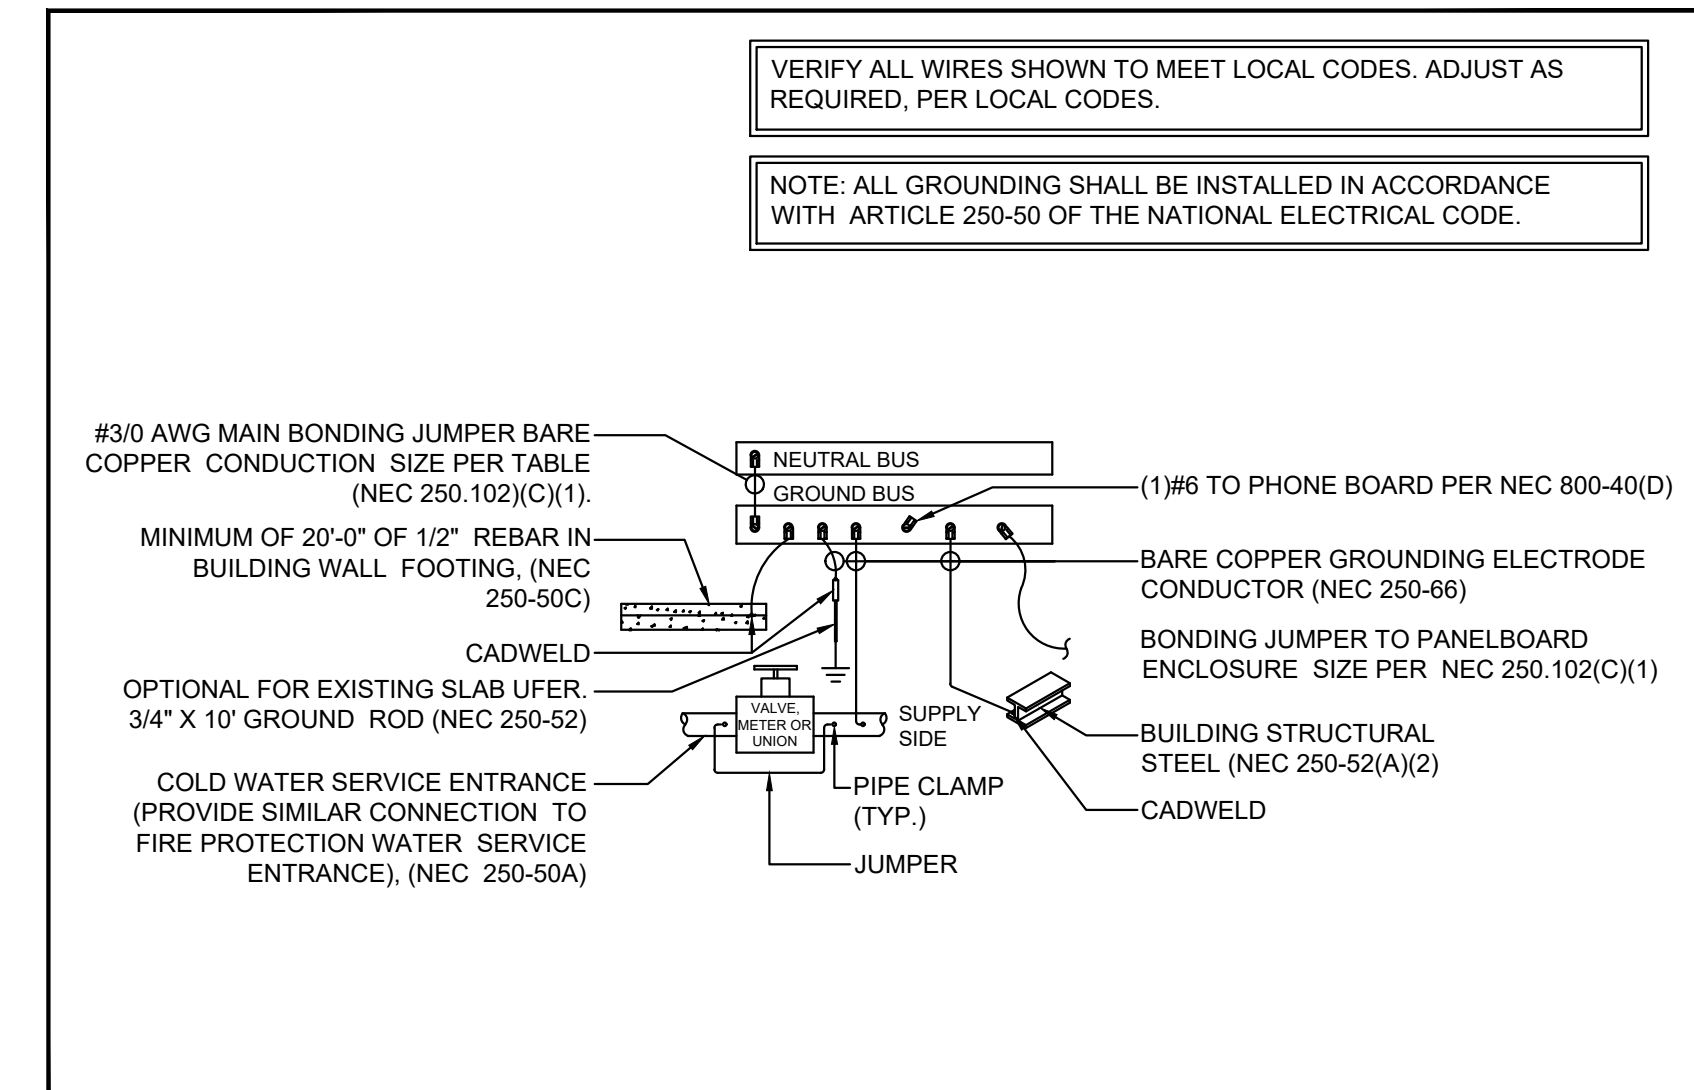 VERIFY ALL WIRES SHOWN TO MEET LOCAL CODES. ADJUST AS
REQUIRED, PER LOCAL CODES.
NOTE: ALL GROUNDING SHALL BE INSTALLED IN ACCORDANCE
WITH ARTICLE 250-50 OF THE NATIONAL ELECTRICAL CODE.
#3/0 AWG MAIN BONDING JUMPER BARE
COPPER CONDUCTION SIZE PER TABLE
(NEC 250.102)(C)(1).
MINIMUM OF 20'-0" OF 1/2" REBAR IN
BUILDING WALL FOOTING, (NEC
250-50C)
CADWELD
OPTIONAL FOR EXISTING SLAB UFER.
3/4" X 10' GROUND ROD (NEC 250-52)
COLD WATER SERVICE ENTRANCE
(PROVIDE SIMILAR CONNECTION TO
FIRE PROTECTION WATER SERVICE
ENTRANCE), (NEC 250-50A)
NEUTRAL BUS
GROUND BUS
VALVE,
METER OR
UNION
SUPPLY
SIDE
PIPE CLAMP
(TYP.)
JUMPER
(1)#6 TO PHONE BOARD PER NEC 800-40(D)
BARE COPPER GROUNDING ELECTRODE
CONDUCTOR (NEC 250-66)
BONDING JUMPER TO PANELBOARD
ENCLOSURE SIZE PER NEC 250.102(C)(1)
BUILDING STRUCTURAL
STEEL (NEC 250-52(A)(2)
CADWELD